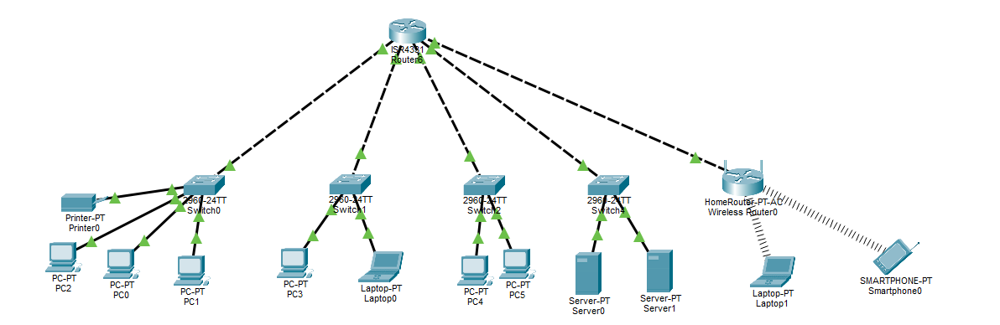 ISR4331
Router6
2960-24TT
Switch0
2960-24TT
Switch1
2960-24TT
Switch2
2960-24TT
Switch4
HomeRouter-PT-AC
Wireless Router0
Printer-PT
Printer0
PC-PT
PC2
PC-PT
PC0
PC-PT
PC1
PC-PT
PC3
Laptop-PT
Laptop0
PC-PT
PC4
PC-PT
PC5
Server-PT
Server0
Server-PT
Server1
Laptop-PT
Laptop1
SMARTPHONE-PT
Smartphone0